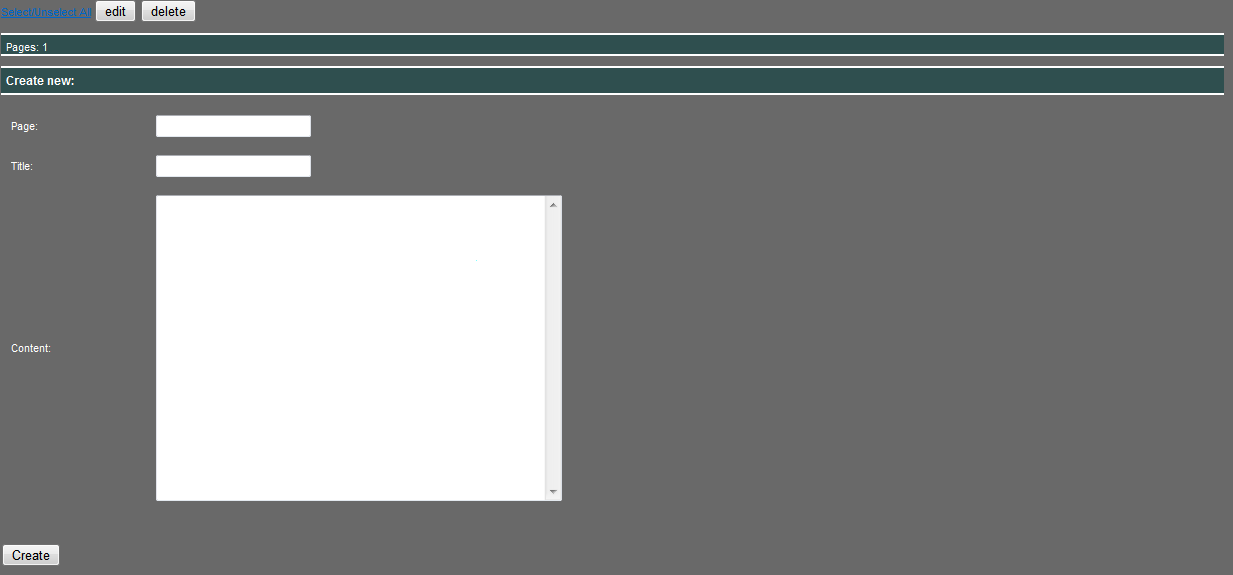 Select/Unselect All edit delete
Pages: 1
Create new:
Page:
Title:
Content:
Create